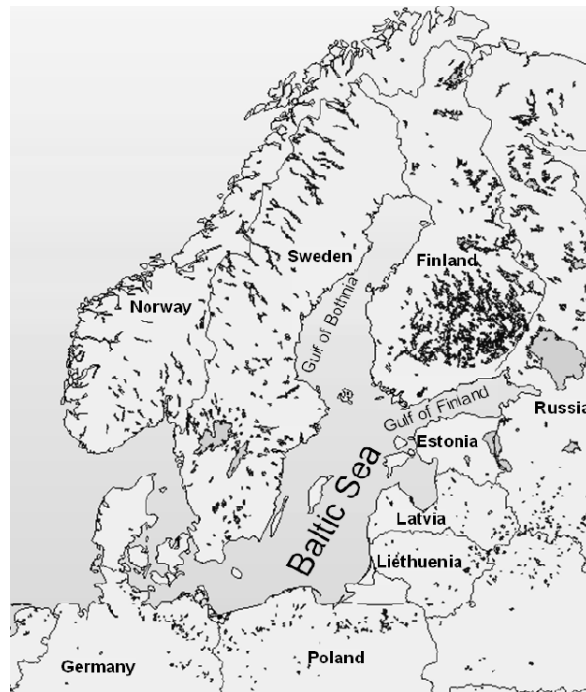 Sweden
Finland
Gulf of Bothnia
Norway
Gulf of Finland
Russia
Estonia
Baltic Sea
Latvia
Liethuenia
Germany
Poland